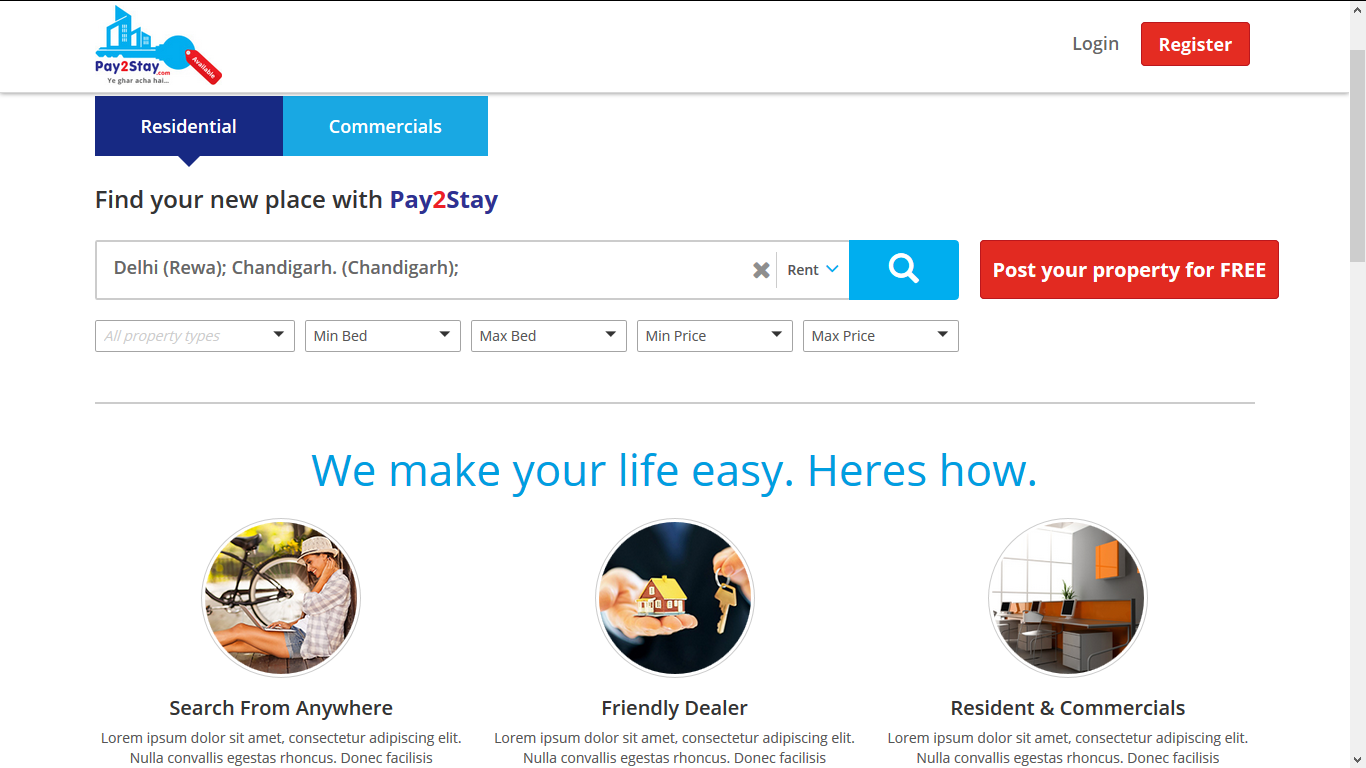 Pay2Stay.com
Available
Ye ghar acha hai...
Login
Register
Residential
Commercials
Find your new place with Pay2Stay
Delhi (Rewa); Chandigarh. (Chandigarh);
Rent
Post your property for FREE
All property types
Min Bed
Max Bed
Min Price
Max Price
We make your life easy. Heres how.
Search From Anywhere
Lorem ipsum dolor sit amet, consectetur adipiscing elit.
Nulla convallis egestas rhoncus. Donec facilisis
Friendly Dealer
Lorem ipsum dolor sit amet, consectetur adipiscing elit.
Nulla convallis egestas rhoncus. Donec facilisis
Resident & Commercials
Lorem ipsum dolor sit amet, consectetur adipiscing elit.
Nulla convallis egestas rhoncus. Donec facilisis